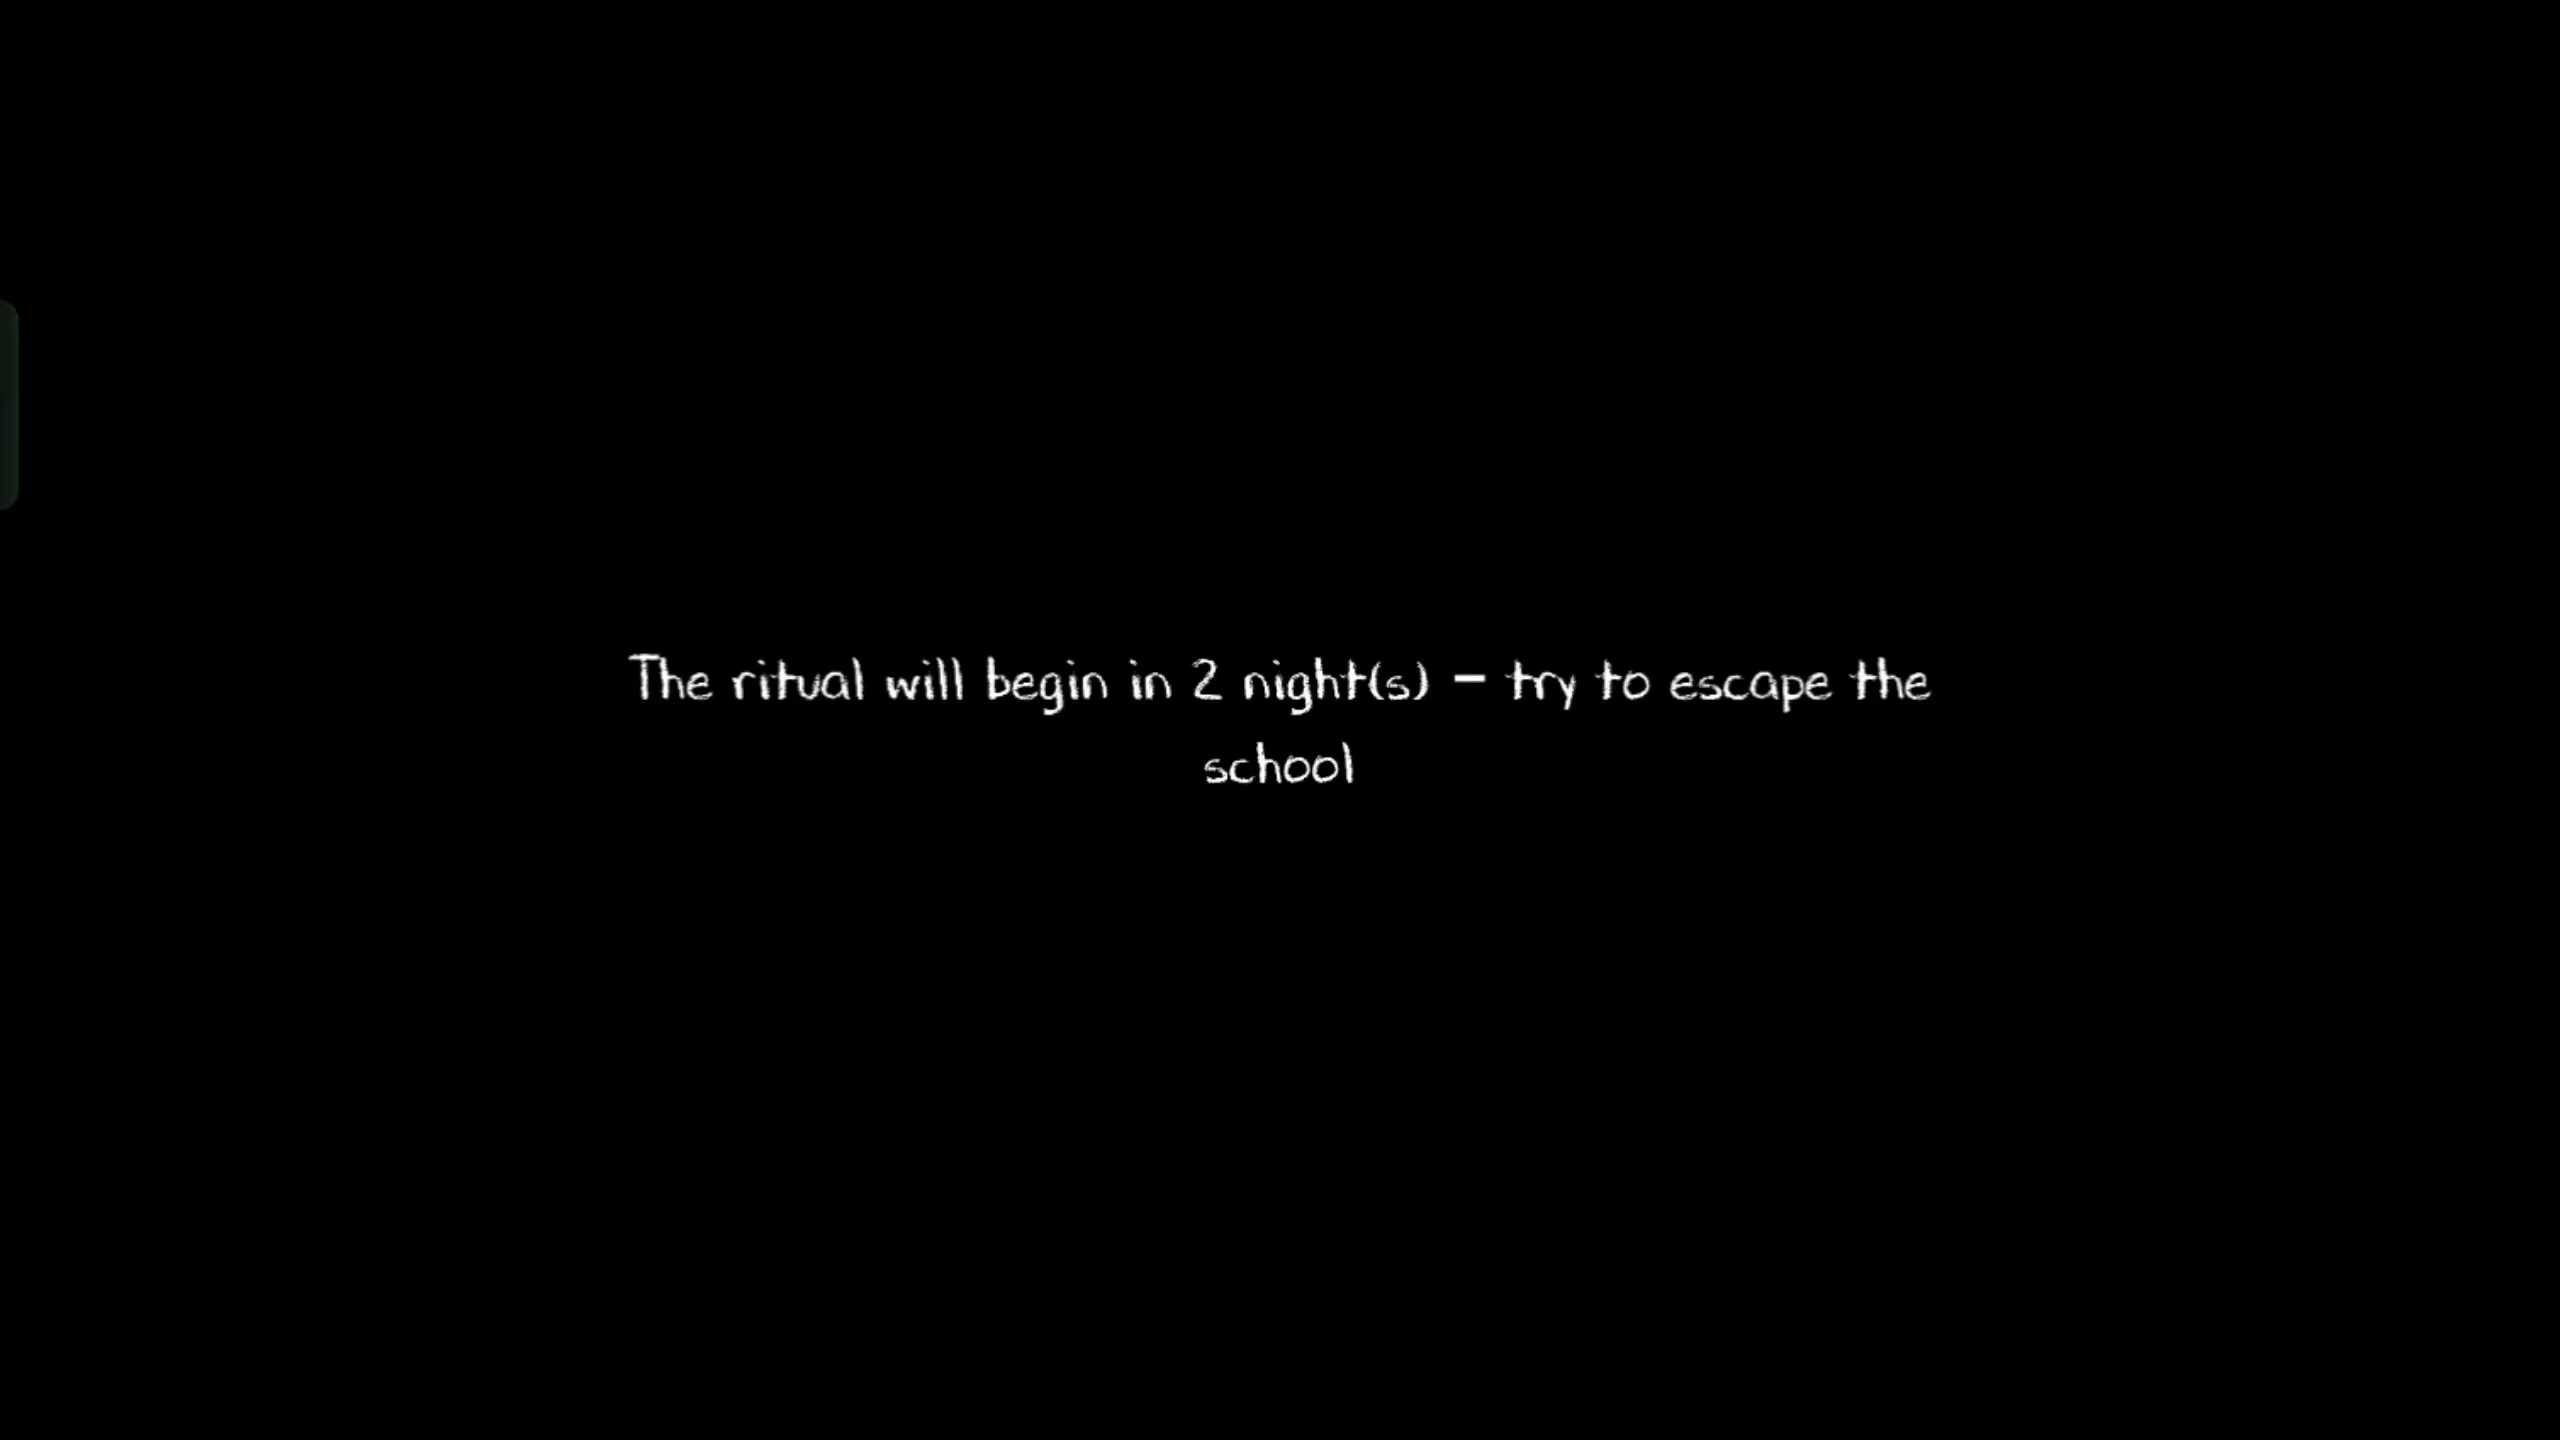 The ritual will begin in 2 night(s) - try to escape the
school